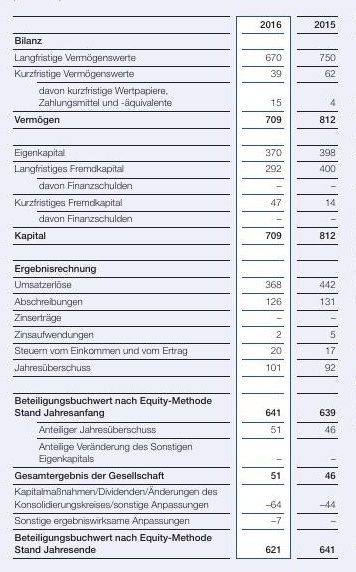 2016 2015
Bilanz
Langfristige Vermögenswerte 670 750
Kurzfristige Vermögenswerte 39 62
davon kurzfristige Wertpapiere,
Zahlungsmittel und -äquivalente 15 4
Vermögen 709 812
Eigenkapital 370 398
Langfristiges Fremdkapital 292 400
davon Finanzschulden – –
Kurzfristiges Fremdkapital 47 14
davon Finanzschulden – –
Kapital 709 812
Ergebnisrechnung
Umsatzerlöse 368 442
Abschreibungen 126 131
Zinserträge – –
Zinsaufwendungen 2 5
Steuern vom Einkommen und vom Ertrag 20 17
Jahresüberschuss 101 92
Beteiligungsbuchwert nach Equity-Methode
Stand Jahresanfang 641 639
Anteiliger Jahresüberschuss 51 46
Anteilige Veränderung des Sonstigen
Eigenkapitals – –
Gesamtergebnis der Gesellschaft 51 46
Kapitalmaßnahmen/Dividenden/Änderungen des
Konsolidierungskreises/sonstige Anpassungen –64 –44
Sonstige ergebniswirksame Anpassungen –7 –
Beteiligungsbuchwert nach Equity-Methode
Stand Jahresende 621 641